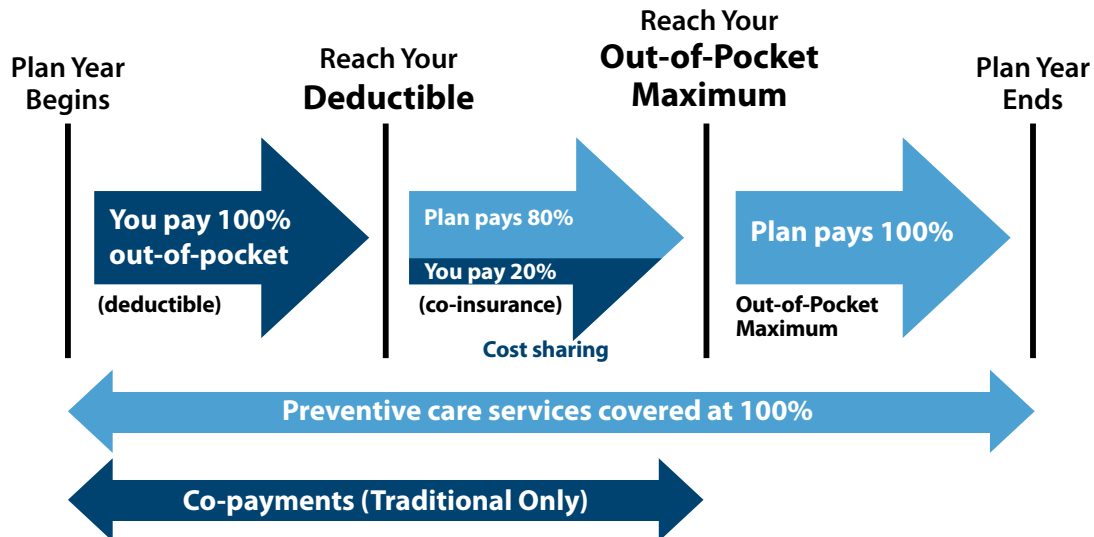 Plan Year
Begins
Reach Your
Deductible
Reach Your
Out-of-Pocket
Maximum
Plan Year
Ends
You pay 100%
out-of-pocket
(deductible)
Plan pays 80%
You pay 20%
(co-insurance)
Cost sharing
Plan pays 100%
Out-of-Pocket
Maximum
Preventive care services covered at 100%
Co-payments (Traditional Only)